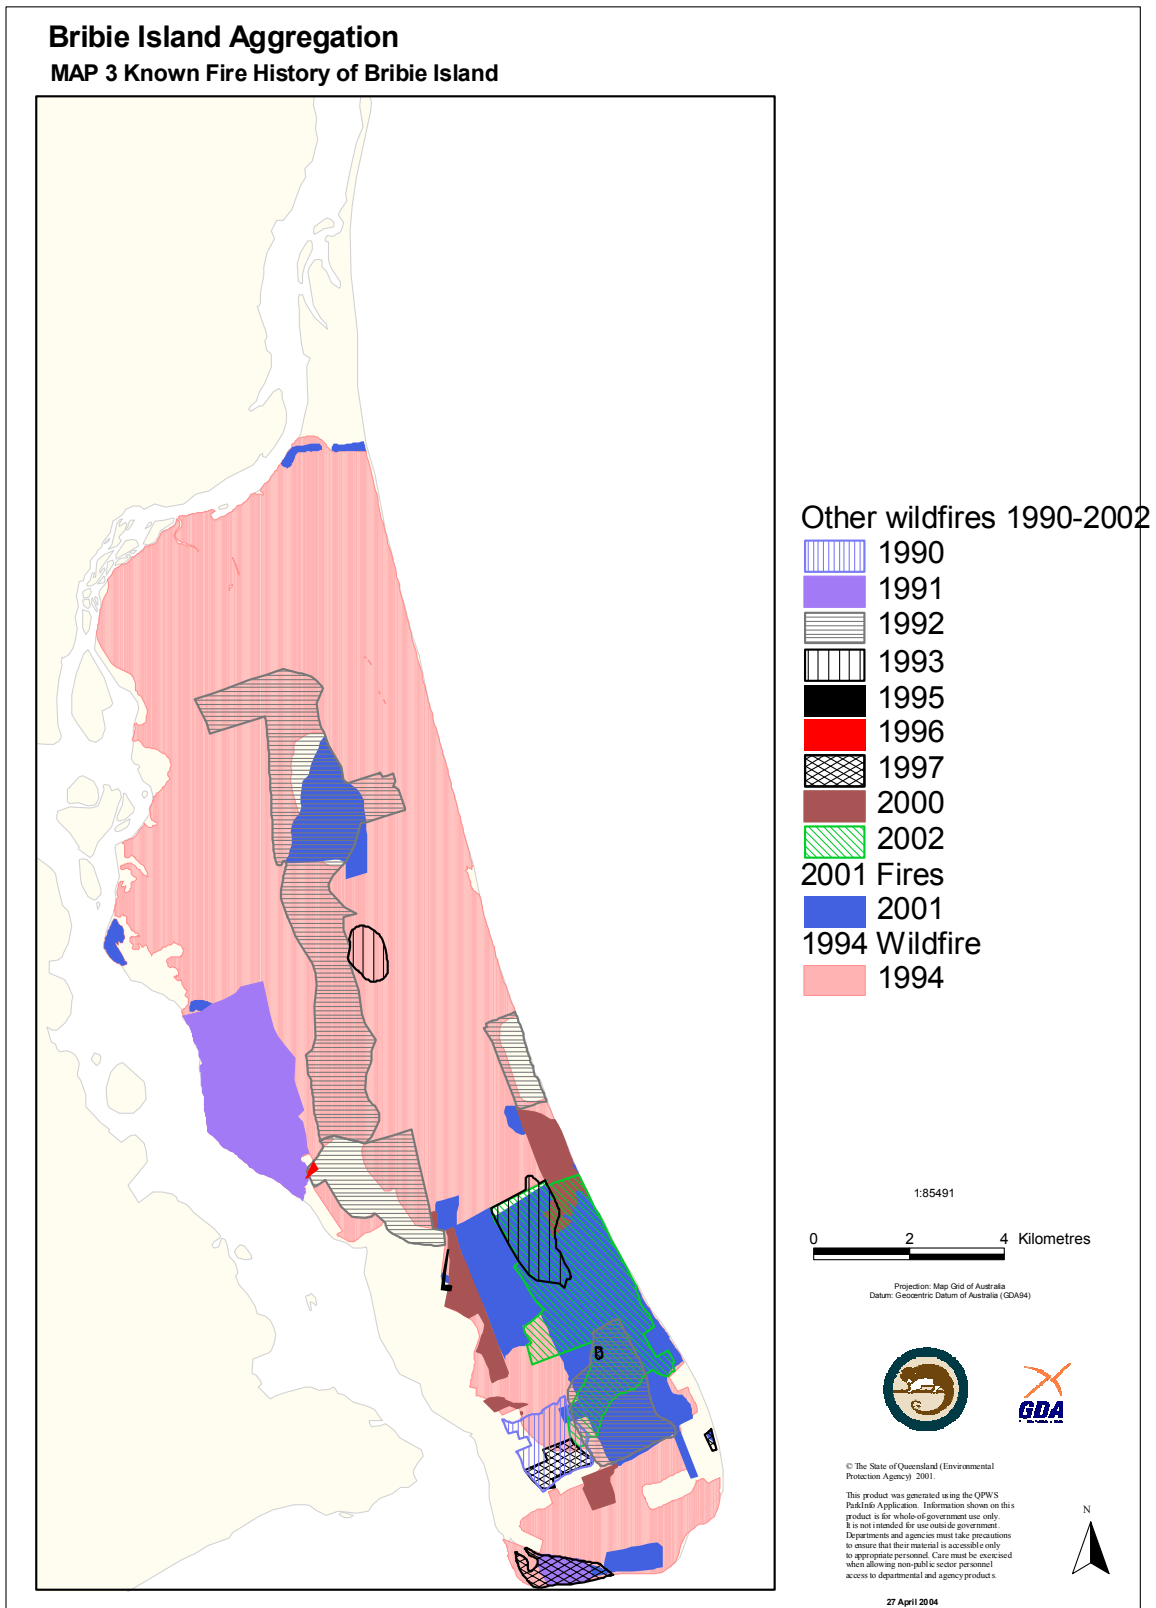 Bribie Island Aggregation
MAP 3 Known Fire History of Bribie Island
Other wildfires 1990-2002
1990
1991
1992
1993
1995
1996
1997
2000
2002
2001 Fires
2001
1994 Wildfire
1994
1:85491
0 2 4 Kilometres
Projection: Map Grid of Australia
Datum: Geocentric Datum of Australia (GDA94)
GDA
© The State of Queensland (Environmental
Protection Agency) 2001.
This product was generated using the QPWS
ParkInfo Application. Information shown on this
product is for whole-of-government use only.
It is not intended for use outside government.
Departments and agencies must take precautions
to ensure that their material is accessible only
to appropriate personnel. Care must be exercised
when allowing non-public sector personnel
access to departmental and agency products.
N
27 April 2004